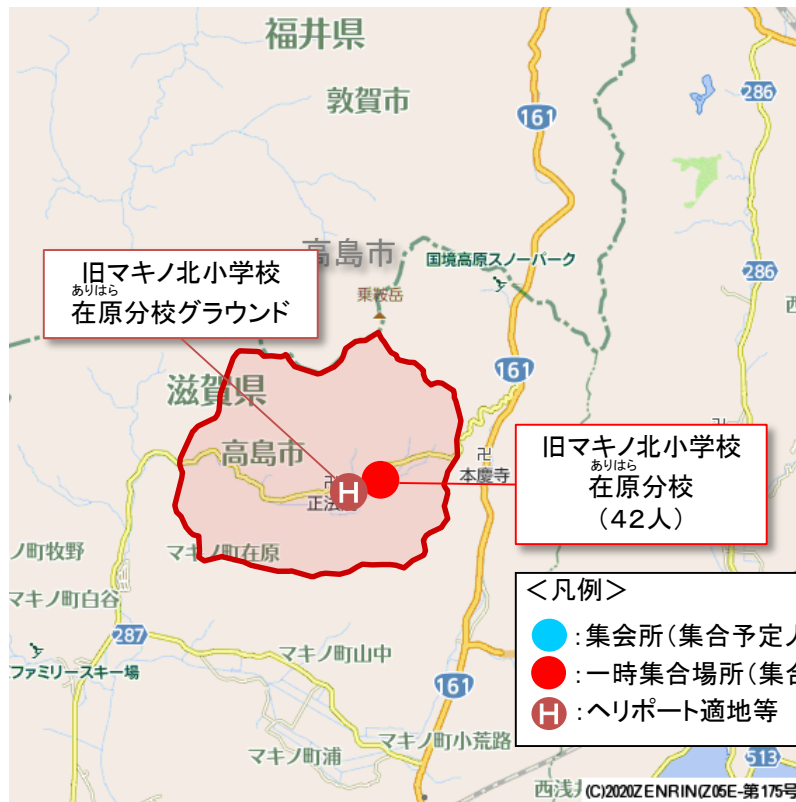 福井県
敦賀市
161
286
高島市
国境高原スノーパーク
286
乗鞍岳
旧マキノ北小学校
ありはら
在原分校グラウンド
161
滋賀県
高島市
旧マキノ北小学校
ありはら
在原分校
(42人)
本慶寺
H
正法
マキノ町在原
ノ町牧野
マキノ町白谷
287
マキノ町山中
ファミリースキー場
161
マキノ町小荒路
マキノ町浦
<凡例>
:集会所(集合予定人
:一時集合場所(集合
H:ヘリポート適地等
513
西浅井
(C)2020ZENRIN(Z05E-第175号